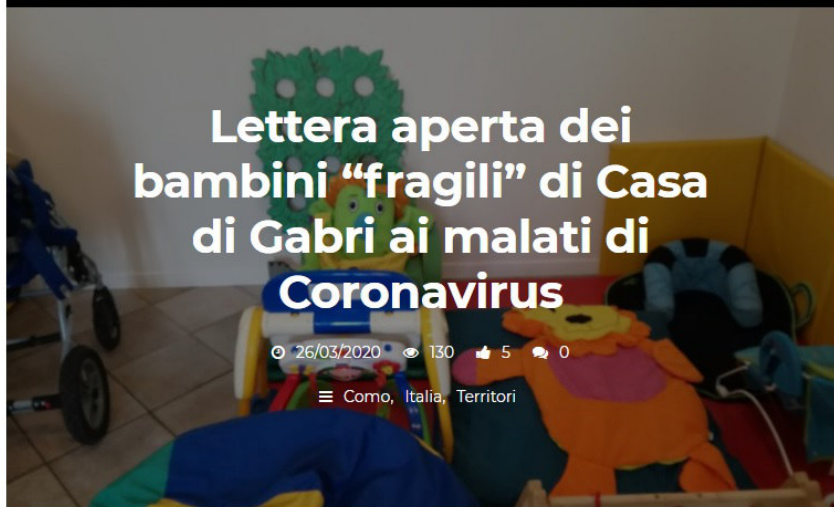 Lettera aperta dei
bambini “fragili” di Casa
di Gabri ai malati di
Coronavirus
26/03/2020 130 5 0
Como, Italia, Territori